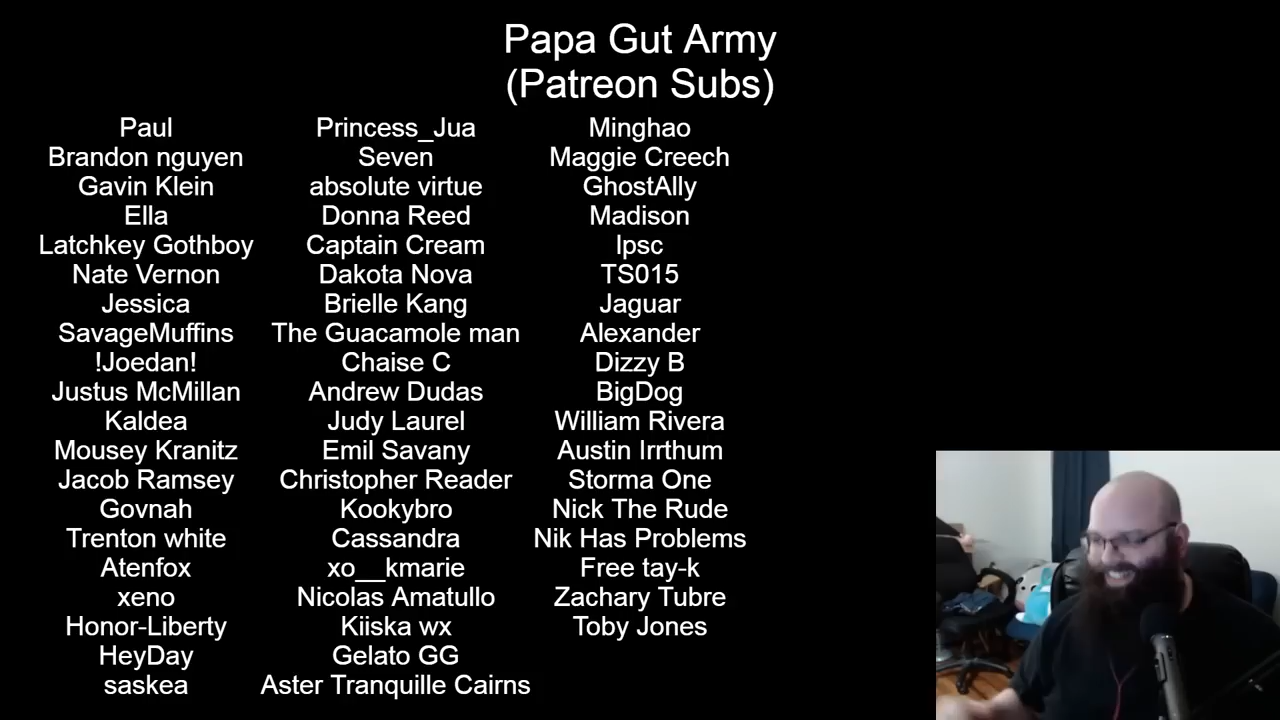 Papa Gut Army
(Patreon Subs)
Paul
Brandon nguyen
Gavin Klein
Ella
Latchkey Gothboy
Nate Vernon
Jessica
SavageMuffins
!Joedan!
Justus McMillan
Kaldea
Mousey Kranitz
Jacob Ramsey
Govnah
Trenton white
Atenfox
xeno
Honor-Liberty
HeyDay
saskea
Princess_Jua
Seven
absolute virtue
Donna Reed
Captain Cream
Dakota Nova
Brielle Kang
The Guacamole man
Chaise C
Andrew Dudas
Judy Laurel
Emil Savany
Christopher Reader
Kookybro
Cassandra
xo__kmarie
Nicolas Amatullo
Kiiska wx
Gelato GG
Aster Tranquille Cairns
Minghao
Maggie Creech
GhostAlly
Madison
lpsc
TS015
Jaguar
Alexander
Dizzy B
BigDog
William Rivera
Austin Irrthum
Storma One
Nick The Rude
Nik Has Problems
Free tay-k
Zachary Tubre
Toby Jones